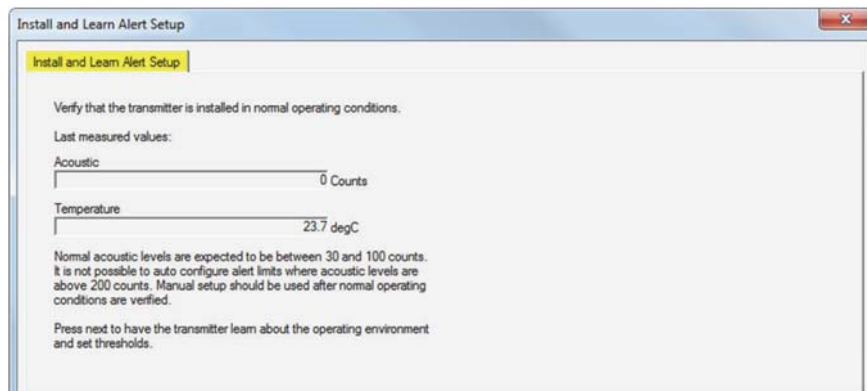 Install and Learn Alert Setup
Install and Learn Alert Setup
Verify that the transmitter is installed in normal operating conditions.
Last measured values:
Acoustic
0 Counts
Temperature
23.7 degC
Normal acoustic levels are expected to be between 30 and 100 counts.
It is not possible to auto configure alert limits where acoustic levels are
above 200 counts. Manual setup should be used after normal operating
conditions are verified.
Press next to have the transmitter learn about the operating environment
and set thresholds.